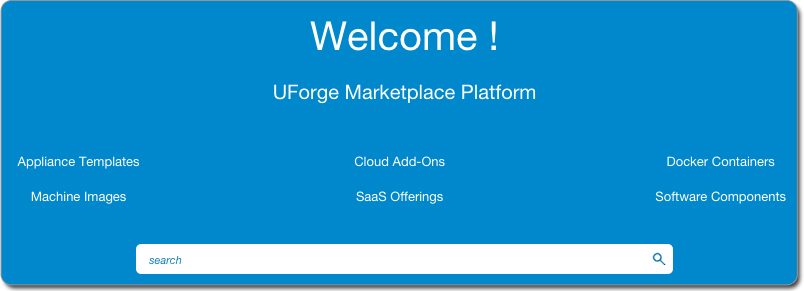 Welcome !
UForge Marketplace Platform
Appliance Templates Cloud Add-Ons Docker Containers
Machine Images SaaS Offerings Software Components
search